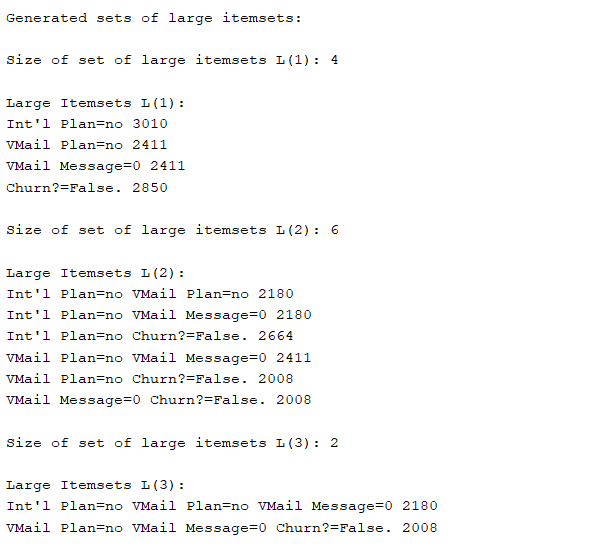 Generated sets of large itemsets:
Size of set of large itemsets L(1): 4
Large Itemsets L(1):
Int'l Plan=no 3010
VMail Plan=no 2411
VMail Message=0 2411
Churn?=False. 2850
Size of set of large itemsets L(2): 6
Large Itemsets L(2):
Int'l Plan=no VMail Plan=no 2180
Int'l Plan=no VMail Message=0 2180
Int'l Plan=no Churn?=False. 2664
VMail Plan=no VMail Message=0 2411
VMail Plan=no Churn?=False. 2008
VMail Message=0 Churn?=False. 2008
Size of set of large itemsets L(3): 2
Large Itemsets L(3):
Int'l Plan=no VMail Plan=no VMail Message=0 2180
VMail Plan=no VMail Message=0 Churn?=False. 2008